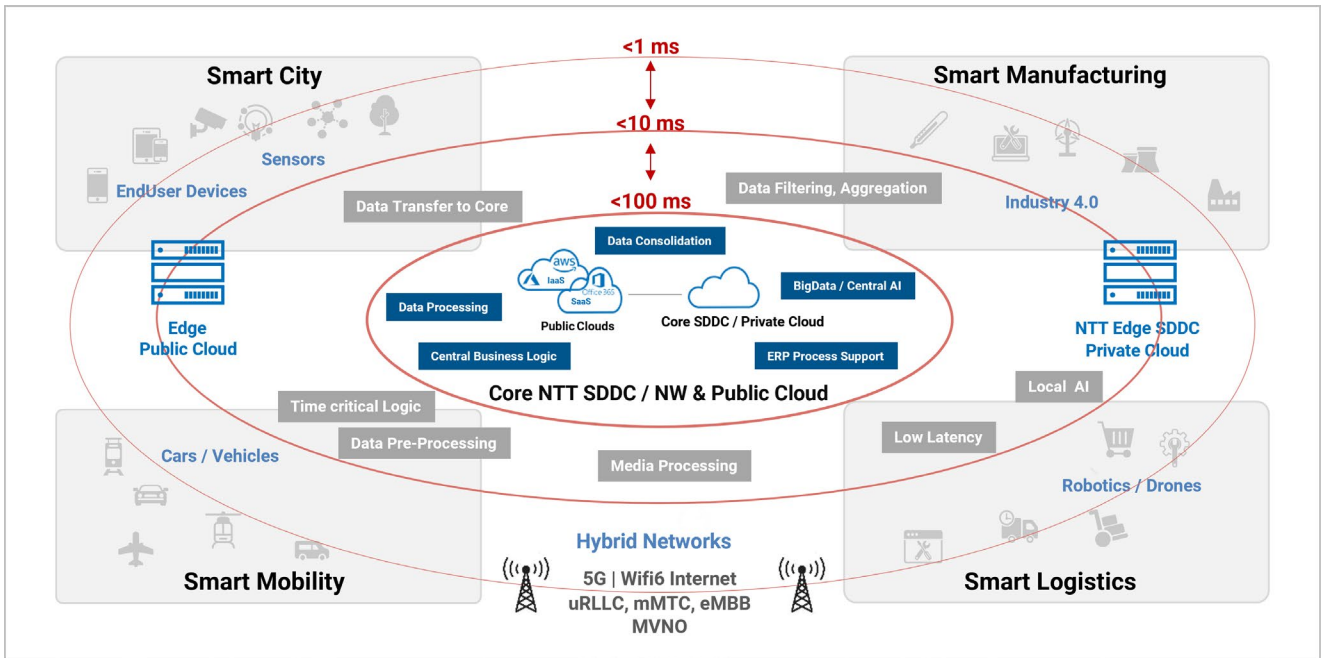 <1 ms
Smart City
Smart Manufacturing
<10 ms
Sensors
EndUser Devices
Data Filtering, Aggregation
Industry 4.0
<100 ms
Data Transfer to Core
Data Consolidation
aws
IaaS
Office 365
SaaS
BigData / Central AI
Data Processing
Public Clouds
Core SDDC / Private Cloud
Edge
Public Cloud
NTT Edge SDDC
Private Cloud
Central Business Logic
ERP Process Support
Core NTT SDDC / NW & Public Cloud
Local AI
Time critical Logic
Data Pre-Processing
Low Latency
Cars / Vehicles
Media Processing
Robotics / Drones
Hybrid Networks
5G | Wifi6 Internet
uRLLC, mMTC, eMBB
MVNO
Smart Mobility
Smart Logistics